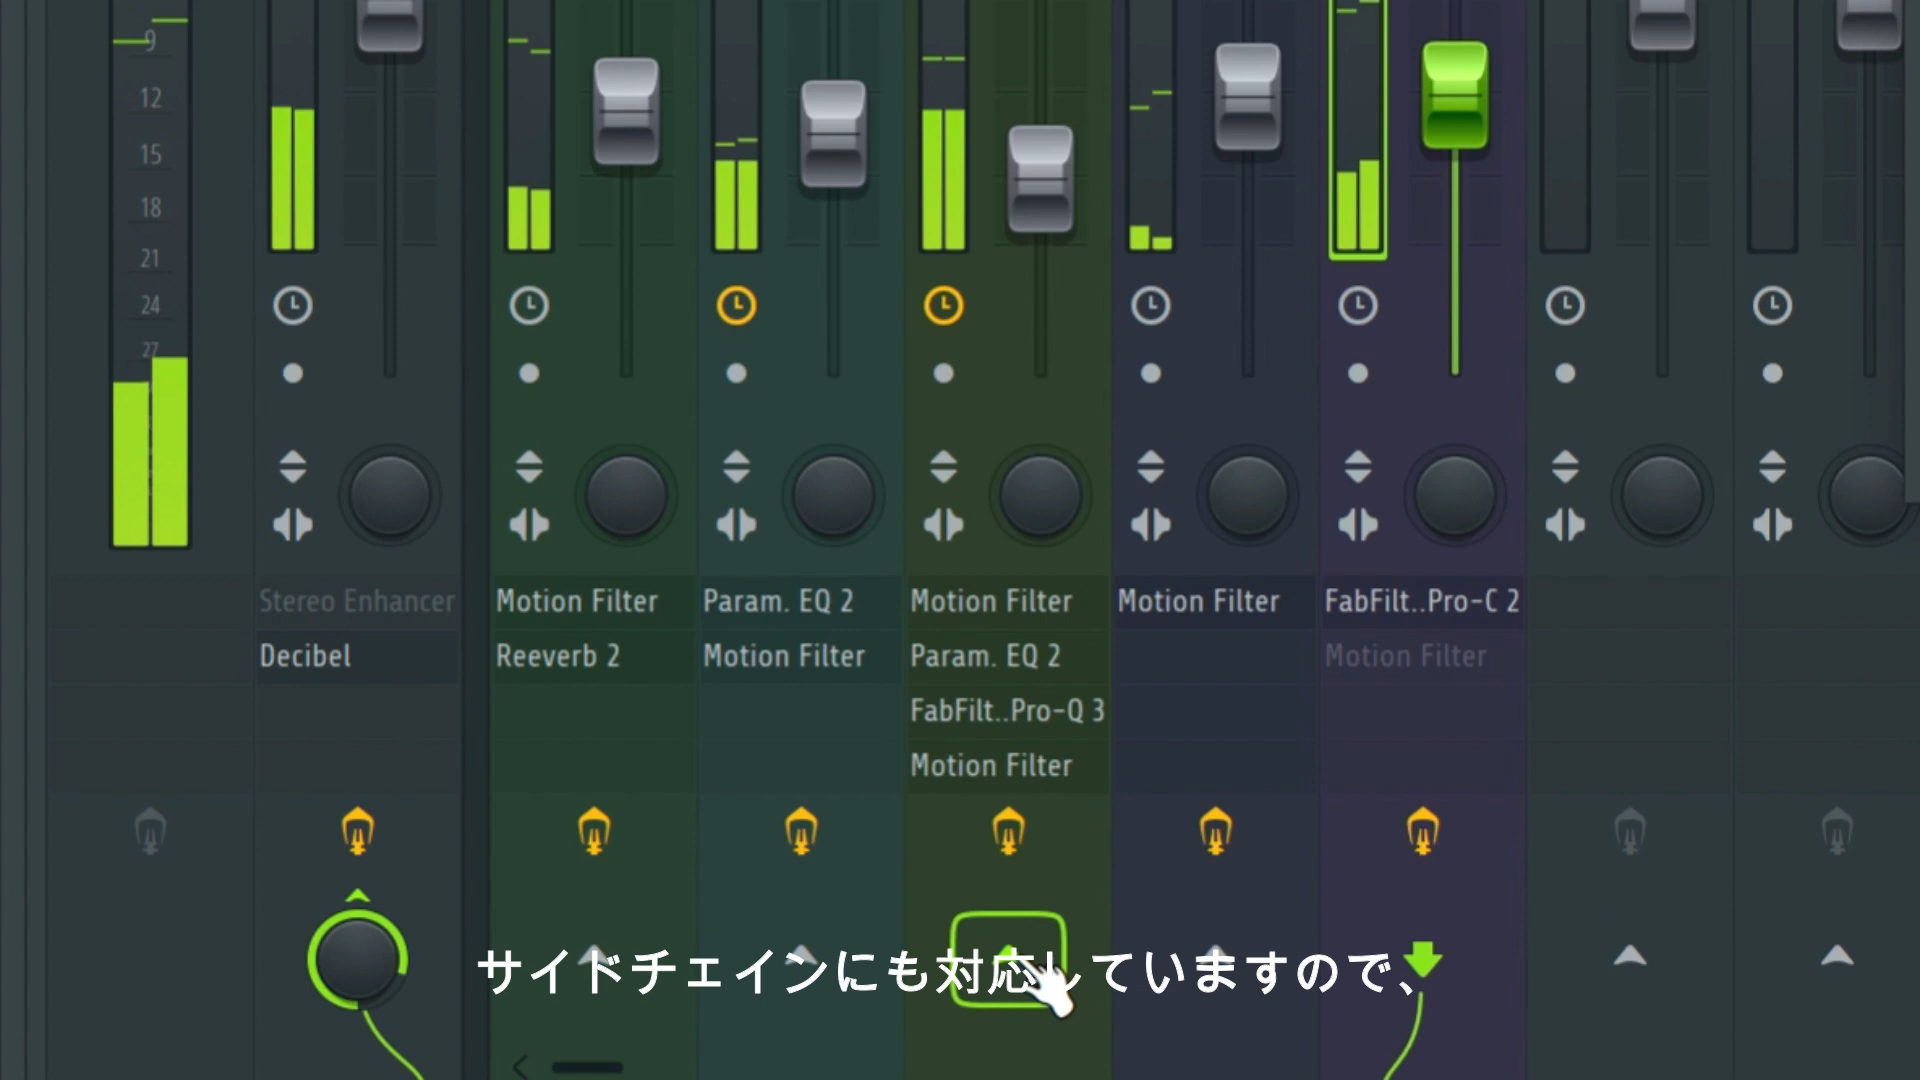 9
12
15
18
21
24
27
Stereo Enhancer
Decibel
Motion Filter
Reeverb 2
Param. EQ 2
Motion Filter
Motion Filter
Param. EQ 2
FabFilt..Pro-Q 3
Motion Filter
Motion Filter
FabFilt..Pro-C 2
Motion Filter
サイドチェインにも対応していますので、